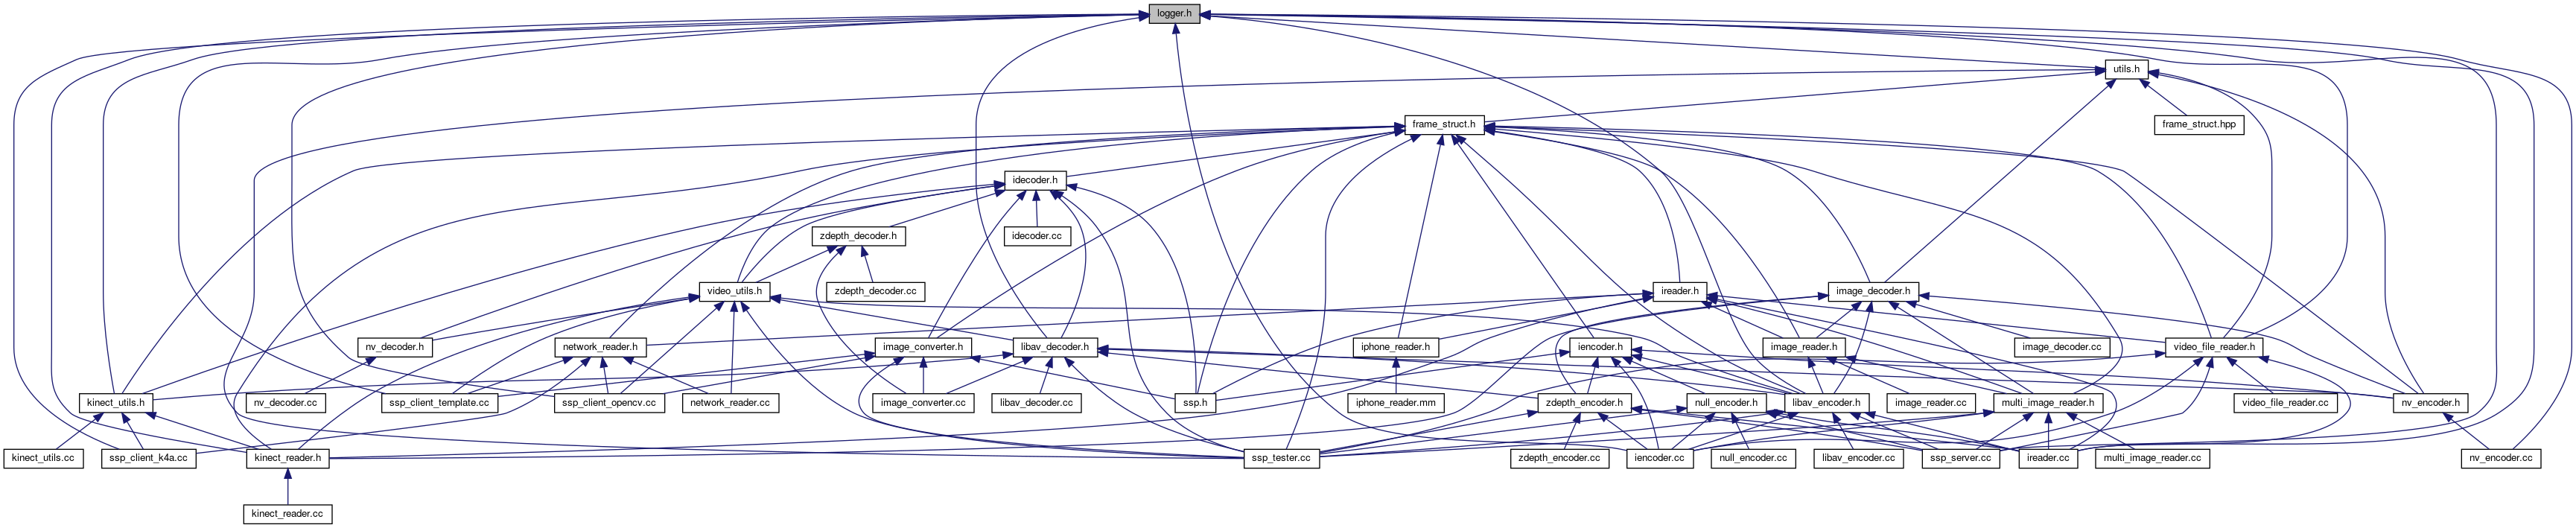 logger.h
utils.h
frame_struct.h
frame_struct.hpp
idecoder.h
zdepth_decoder.h
idecoder.cc
video_utils.h
zdepth_decoder.cc
ireader.h
image_decoder.h
nv_decoder.h
network_reader.h
image_converter.h
libav_decoder.h
iphone_reader.h
iencoder.h
image_reader.h
image_decoder.cc
video_file_reader.h
kinect_utils.h
nv_decoder.cc
ssp_client_template.cc
ssp_client_opencv.cc
network_reader.cc
image_converter.cc
libav_decoder.cc
ssp.h
iphone_reader.mm
zdepth_encoder.h
null_encoder.h
libav_encoder.h
image_reader.cc
multi_image_reader.h
video_file_reader.cc
nv_encoder.h
kinect_utils.cc
ssp_client_k4a.cc
kinect_reader.h
ssp_tester.cc
zdepth_encoder.cc
iencoder.cc
null_encoder.cc
libav_encoder.cc
ssp_server.cc
ireader.cc
multi_image_reader.cc
nv_encoder.cc
kinect_reader.cc